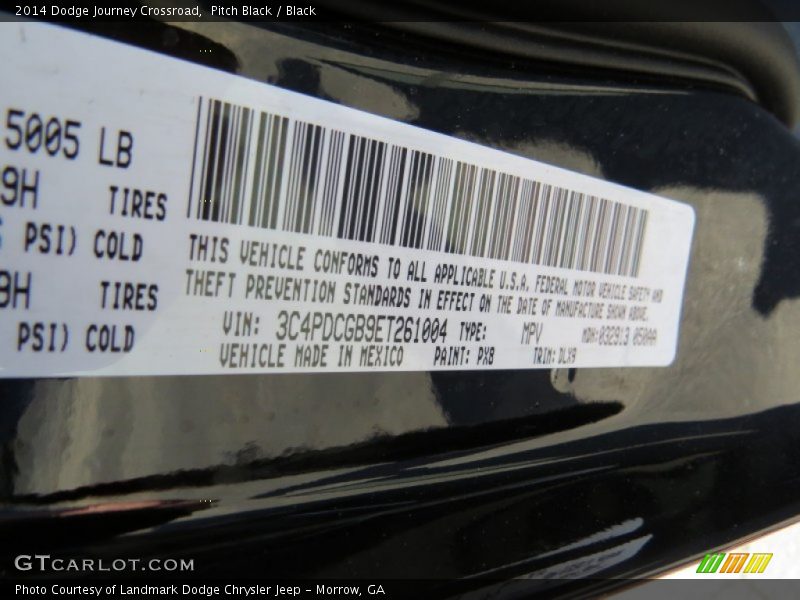 2014 Dodge Journey Crossroad, Pitch Black / Black
5005 LB
9H TIRES
PSI) COLD
9H TIRES
PSI) COLD
THIS VEHICLE CONFORMS TO ALL APPLICABLE U.S.A. FEDERAL MOTOR VEHICLE SAFETY AND
THEFT PREVENTION STANDARDS IN EFFECT ON THE DATE OF MANUFACTURE SHOWN ABOVE.
VIN: 3C4PDCGB9ET261004 TYPE: MPV MDH:032913 050AA
VEHICLE MADE IN MEXICO PAINT: PX8 TRIM: DLX9
GTCARLOT.COM
Photo Courtesy of Landmark Dodge Chrysler Jeep - Morrow, GA